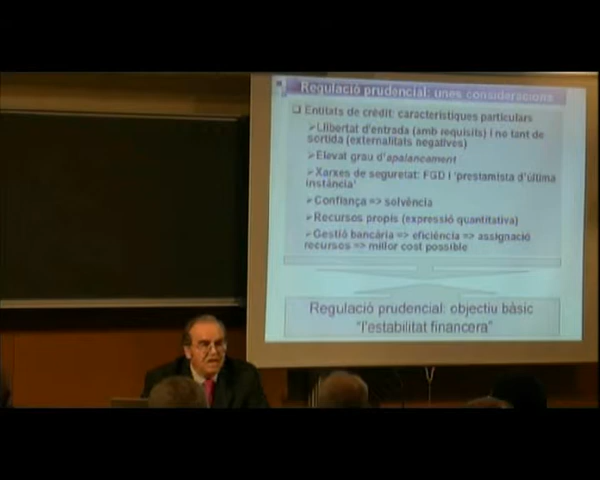 Regulació prudencial: unes consideracions
Entitats de crèdit: característiques particulars
Llibertat d'entrada (amb requisits) i no tant de
sortida (externalitats negatives)
Elevat grau d'apalancament
Xarxes de seguretat: FGD i 'prestamista d'última
instància'
Confiança => solvència
Recursos propis (expressió quantitativa)
Gestió bancària => eficiència => assignació
recursos => millor cost possible
Regulació prudencial: objectiu bàsic
"l'estabilitat financera"